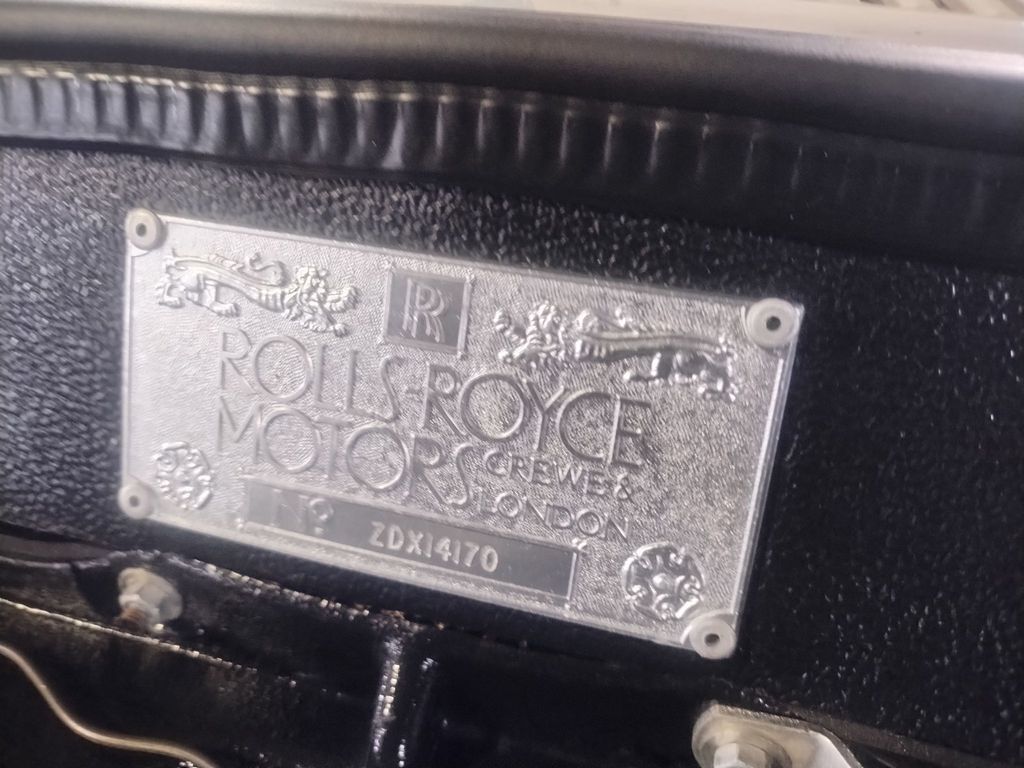 RR
ROLLS-ROYCE
MOTORS CREWE &
LONDON
Nº ZDX14170